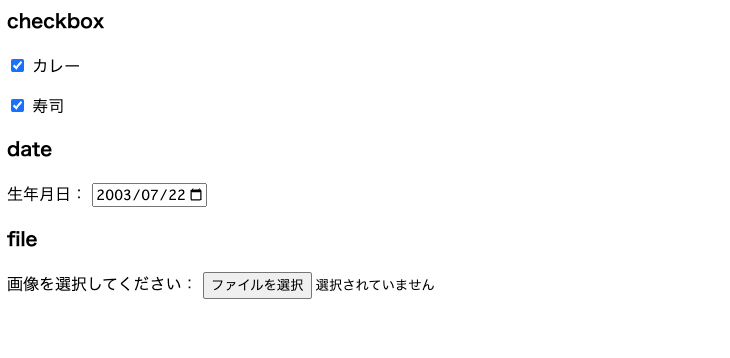 checkbox
カレー
寿司
date
生年月日： 2003/07/22
file
画像を選択してください： ファイルを選択 選択されていません